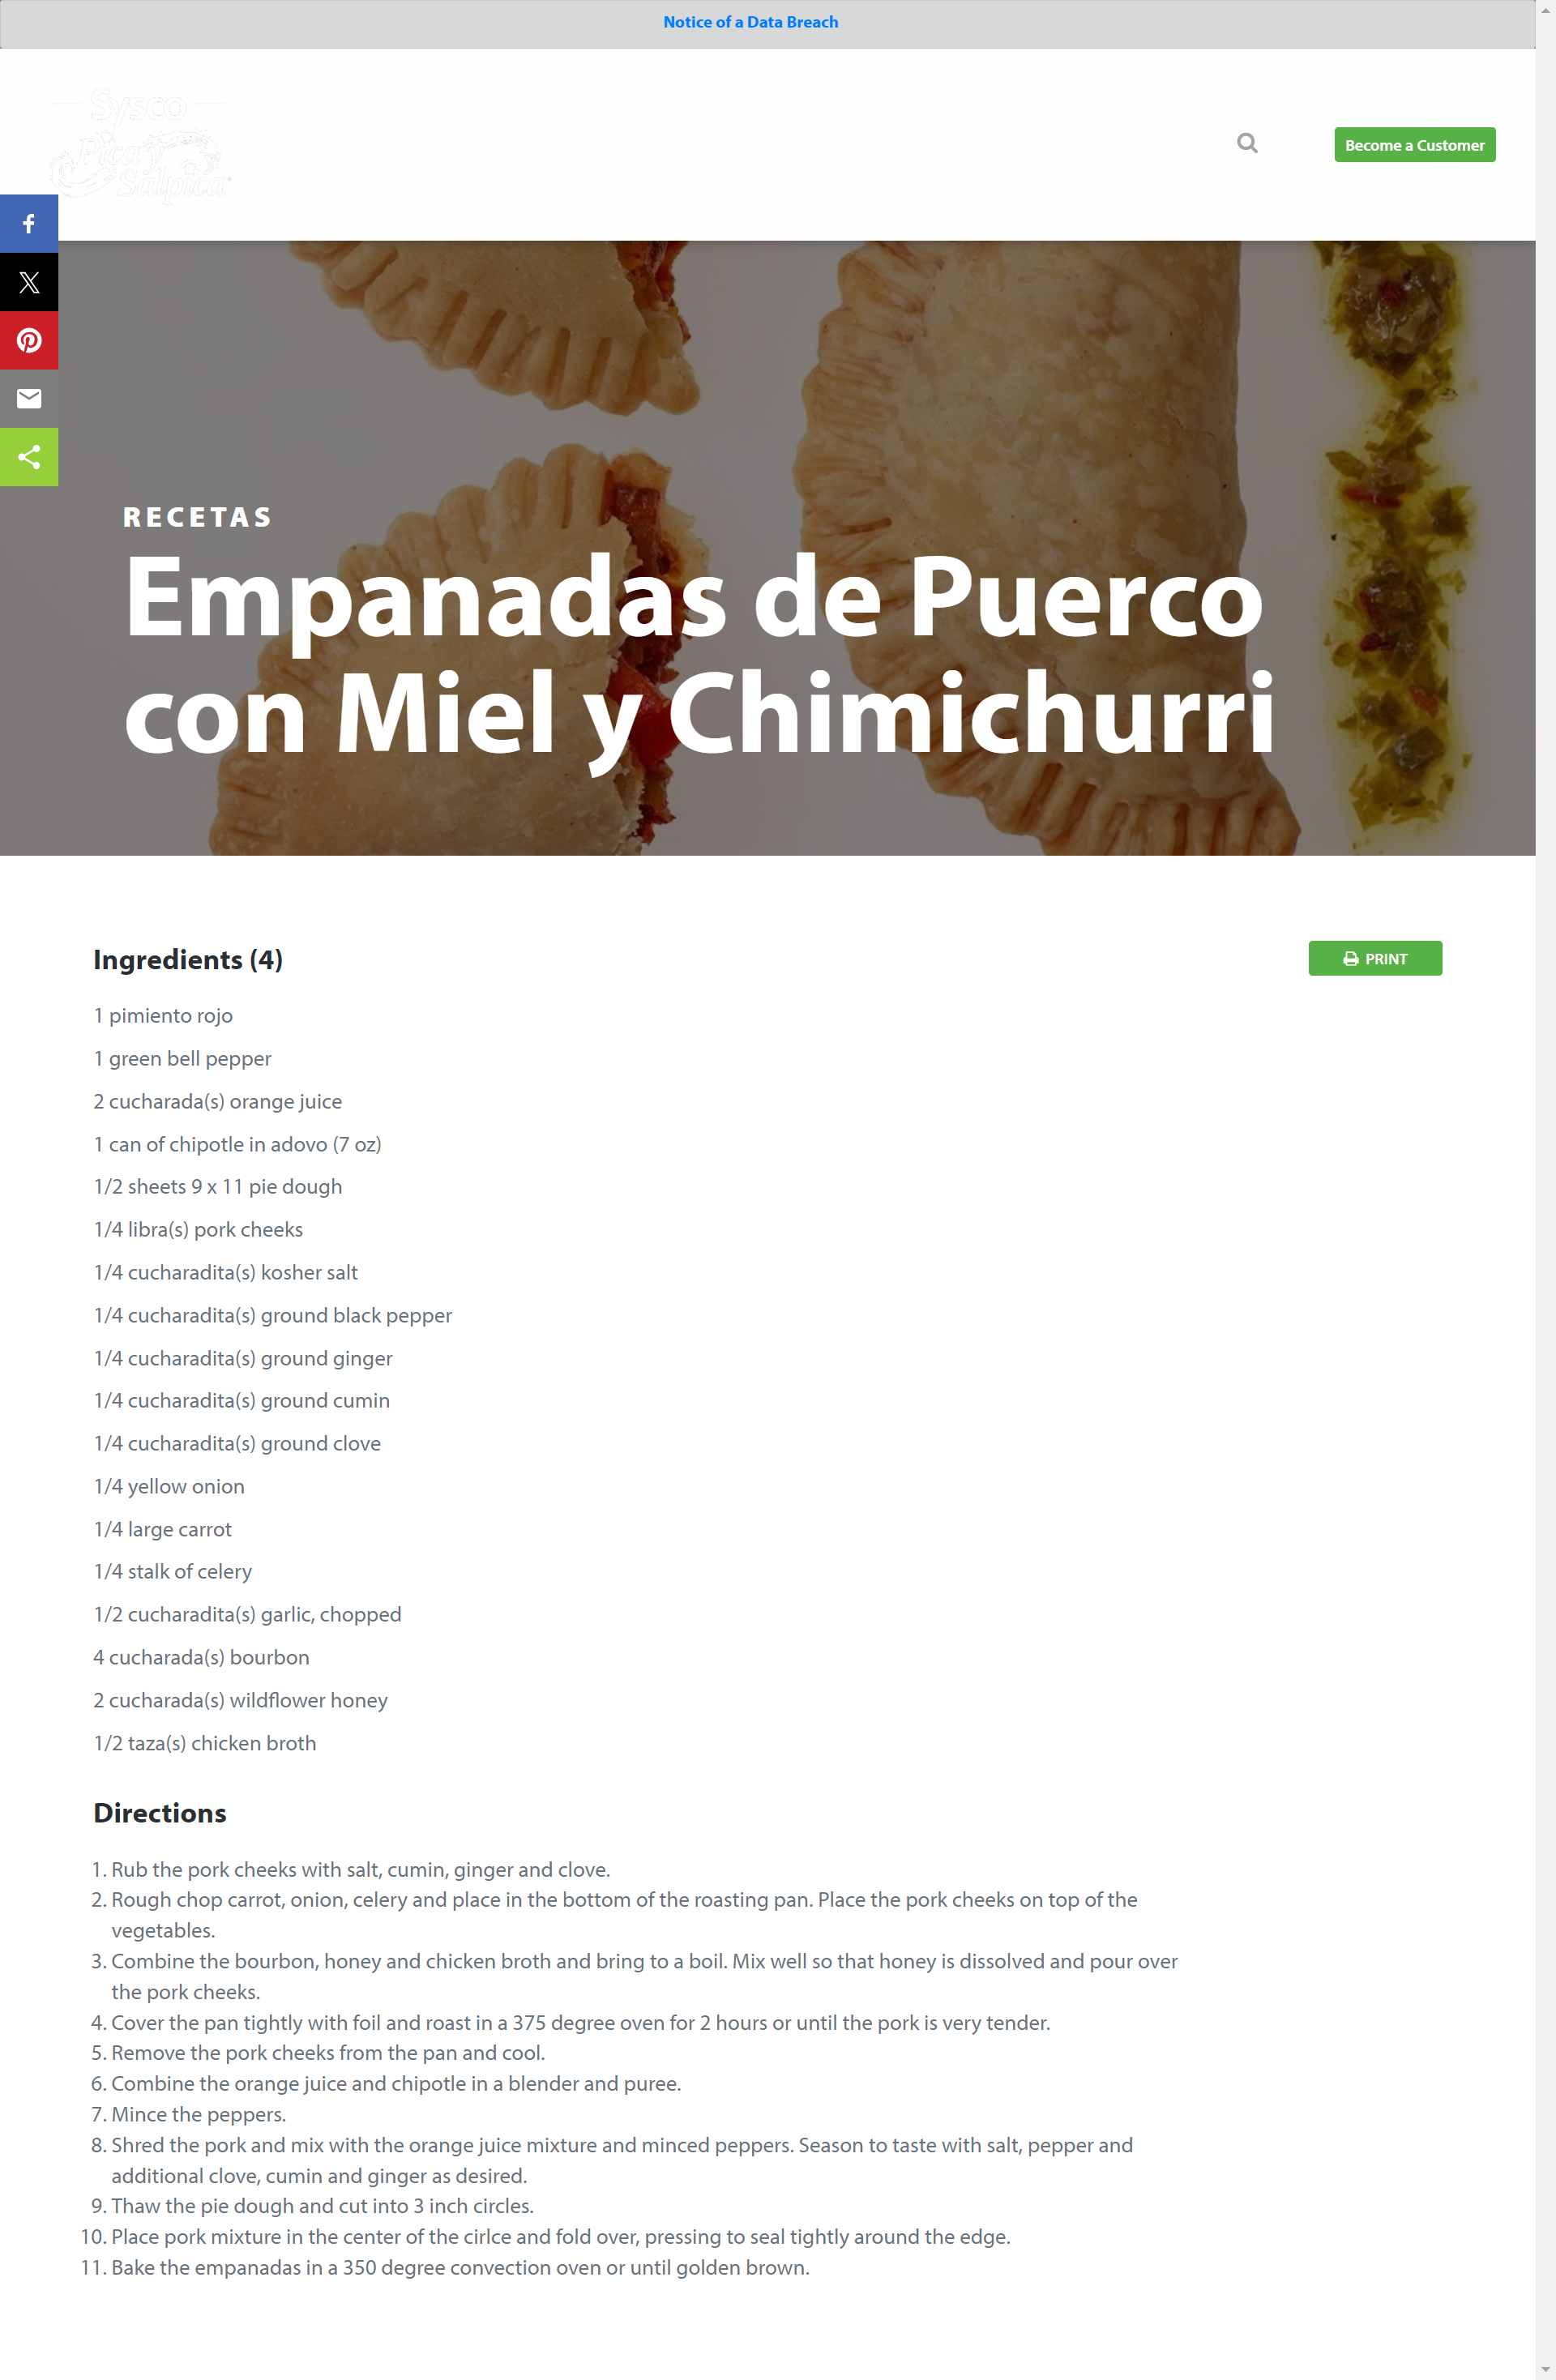 Notice of a Data Breach
Sysco
Pica y
Salpica
Become a Customer
RECETAS
Empanadas de Puerco
con Miel y Chimichurri
Ingredients (4)
PRINT
1 pimiento rojo
1 green bell pepper
2 cucharada(s) orange juice
1 can of chipotle in adovo (7 oz)
1/2 sheets 9 x 11 pie dough
1/4 libra(s) pork cheeks
1/4 cucharadita(s) kosher salt
1/4 cucharadita(s) ground black pepper
1/4 cucharadita(s) ground ginger
1/4 cucharadita(s) ground cumin
1/4 cucharadita(s) ground clove
1/4 yellow onion
1/4 large carrot
1/4 stalk of celery
1/2 cucharadita(s) garlic, chopped
4 cucharada(s) bourbon
2 cucharada(s) wildflower honey
1/2 taza(s) chicken broth
Directions
1. Rub the pork cheeks with salt, cumin, ginger and clove.
2. Rough chop carrot, onion, celery and place in the bottom of the roasting pan. Place the pork cheeks on top of the
vegetables.
3. Combine the bourbon, honey and chicken broth and bring to a boil. Mix well so that honey is dissolved and pour over
the pork cheeks.
4. Cover the pan tightly with foil and roast in a 375 degree oven for 2 hours or until the pork is very tender.
5. Remove the pork cheeks from the pan and cool.
6. Combine the orange juice and chipotle in a blender and puree.
7. Mince the peppers.
8. Shred the pork and mix with the orange juice mixture and minced peppers. Season to taste with salt, pepper and
additional clove, cumin and ginger as desired.
9. Thaw the pie dough and cut into 3 inch circles.
10. Place pork mixture in the center of the cirlce and fold over, pressing to seal tightly around the edge.
11. Bake the empanadas in a 350 degree convection oven or until golden brown.